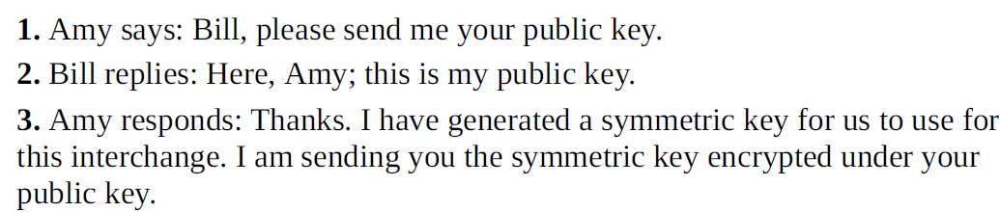 1. Amy says: Bill, please send me your public key.
2. Bill replies: Here, Amy; this is my public key.
3. Amy responds: Thanks. I have generated a symmetric key for us to use for
this interchange. I am sending you the symmetric key encrypted under your
public key.